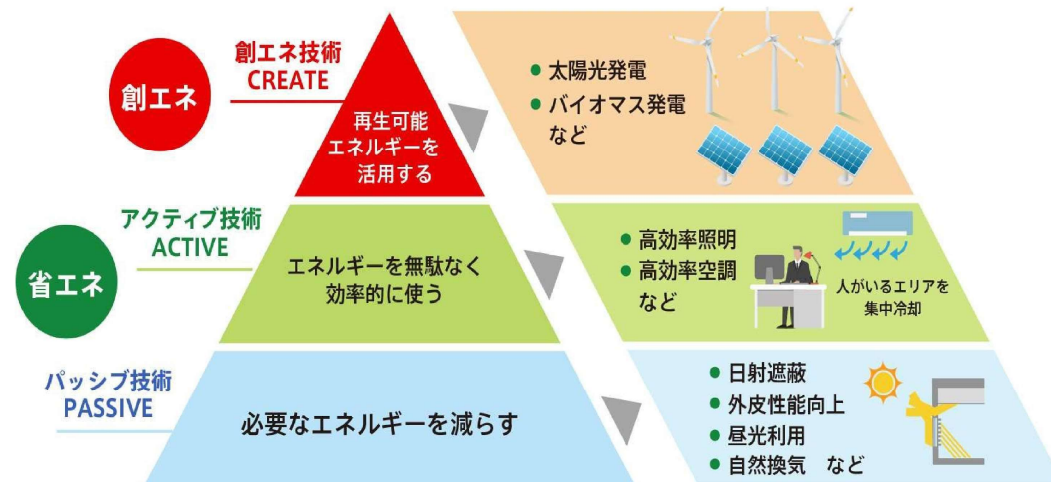 創エネ
創エネ技術
CREATE
再生可能
エネルギーを
活用する
● 太陽光発電
● バイオマス発電
など
省エネ
アクティブ技術
ACTIVE
エネルギーを無駄なく
効率的に使う
● 高効率照明
● 高効率空調
など
人がいるエリアを
集中冷却
パッシブ技術
PASSIVE
必要なエネルギーを減らす
● 日射遮蔽
● 外皮性能向上
● 昼光利用
● 自然換気 など